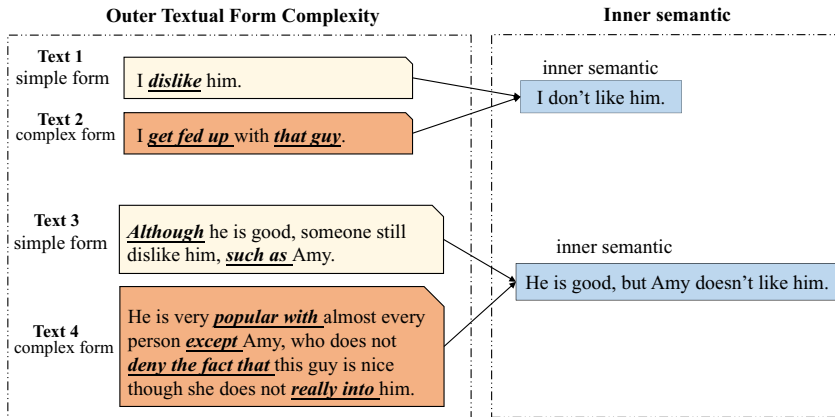 Outer Textual Form Complexity
Inner semantic
Text 1
simple form
I dislike him.
inner semantic
I don't like him.
Text 2
complex form
I get fed up with that guy.
Text 3
simple form
Although he is good, someone still
dislike him, such as Amy.
inner semantic
He is good, but Amy doesn't like him.
Text 4
complex form
He is very popular with almost every
person except Amy, who does not
deny the fact that this guy is nice
though she does not really into him.